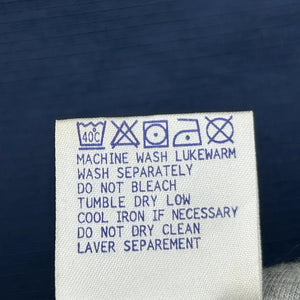 40C
MACHINE WASH LUKEWARM
WASH SEPARATELY
DO NOT BLEACH
TUMBLE DRY LOW
COOL IRON IF NECESSARY
DO NOT DRY CLEAN
LAVER SEPAREMENT